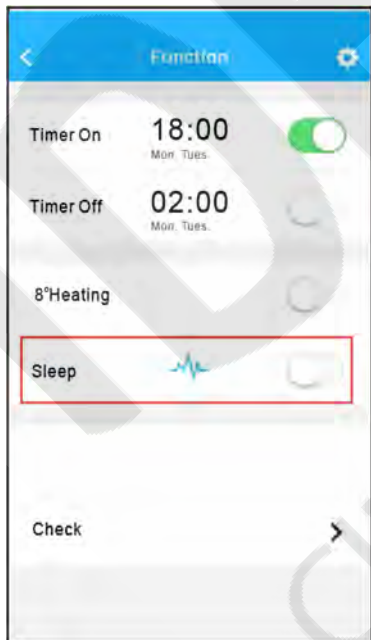 Function
Timer On 18:00
Mon. Tues.
Timer Off 02:00
Mon. Tues.
8°Heating
Sleep
Check